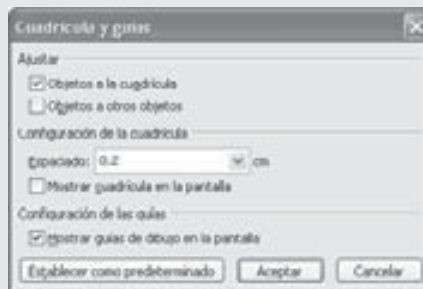 Cuadrícula y guías
Ajustar
Objetos a la cuadrícula
Objetos a otros objetos
Configuración de la cuadrícula
Espaciado: 0.2 cm
Mostrar cuadrícula en la pantalla
Configuración de las guías
Mostrar guías de dibujo en la pantalla
Establecer como predeterminado Aceptar Cancelar